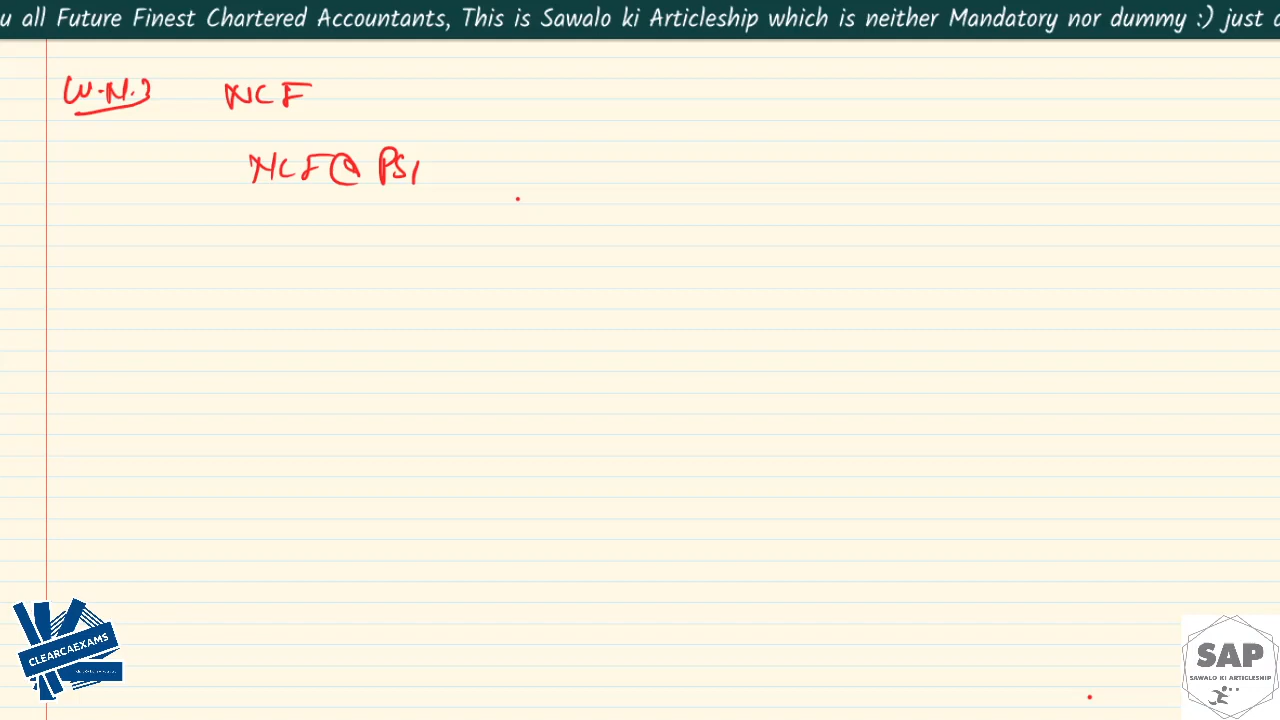 u all Future Finest Chartered Accountants, This is Sawalo ki Articleship which is neither Mandatory nor dummy :) just
W.N.3 NCF
NCF@ PS1
CLEARCAEXAMS
SAP
SAWALO KI ARTICLESHIP